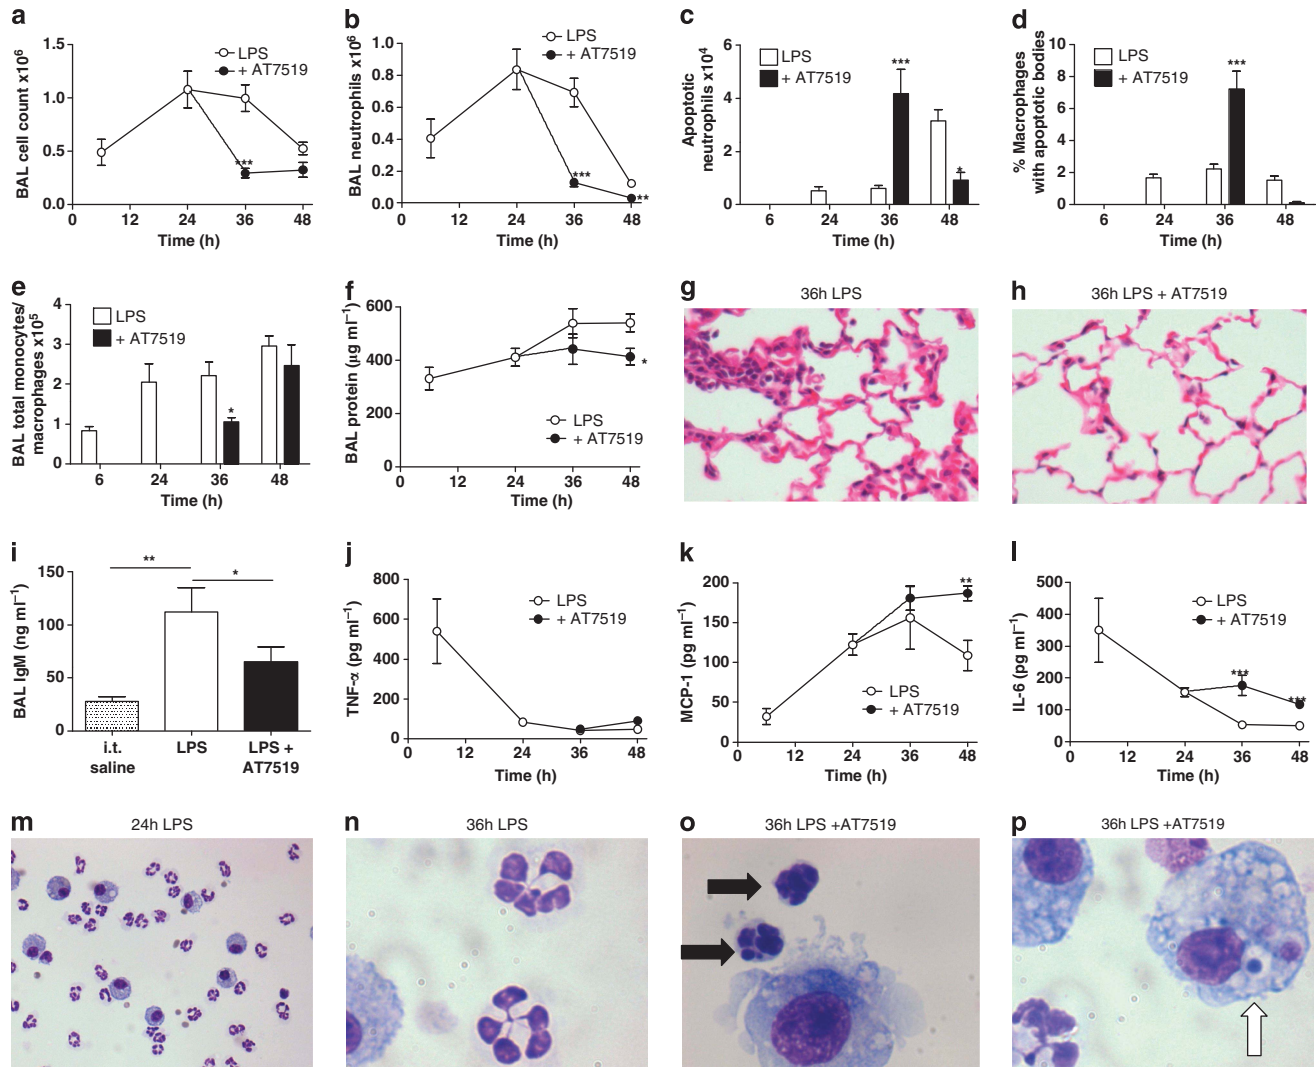 a
BAL cell count x10⁶
1.5
1.0
0.5
0.0
0 12 24 36 48
Time (h)
LPS
+ AT7519
***
b
BAL neutrophils x10⁶
1.0
0.8
0.6
0.4
0.2
0.0
0 12 24 36 48
Time (h)
LPS
+ AT7519
***
**
c
Apoptotic
neutrophils x10⁴
6
4
2
0
6 24 36 48
Time (h)
LPS
+ AT7519
***
*
d
% Macrophages
with apoptotic bodies
10
8
6
4
2
0
6 24 36 48
Time (h)
LPS
+ AT7519
***
e
BAL total monocytes/
macrophages x10⁵
4
3
2
1
0
6 24 36 48
Time (h)
LPS
+ AT7519
*
f
BAL protein (µg ml⁻¹)
600
400
200
0
0 12 24 36 48
Time (h)
LPS
+ AT7519
*
g
36h LPS
h
36h LPS + AT7519
i
BAL IgM (ng ml⁻¹)
150
100
50
0
**
*
i.t.
saline
LPS
LPS +
AT7519
j
TNF-α (pg ml⁻¹)
800
600
400
200
0
0 12 24 36 48
Time (h)
LPS
+ AT7519
k
MCP-1 (pg ml⁻¹)
200
150
100
50
0
0 12 24 36 48
Time (h)
LPS
+ AT7519
**
l
IL-6 (pg ml⁻¹)
500
400
300
200
100
0
0 12 24 36 48
Time (h)
LPS
+ AT7519
***
***
m
24h LPS
n
36h LPS
o
36h LPS +AT7519
p
36h LPS +AT7519